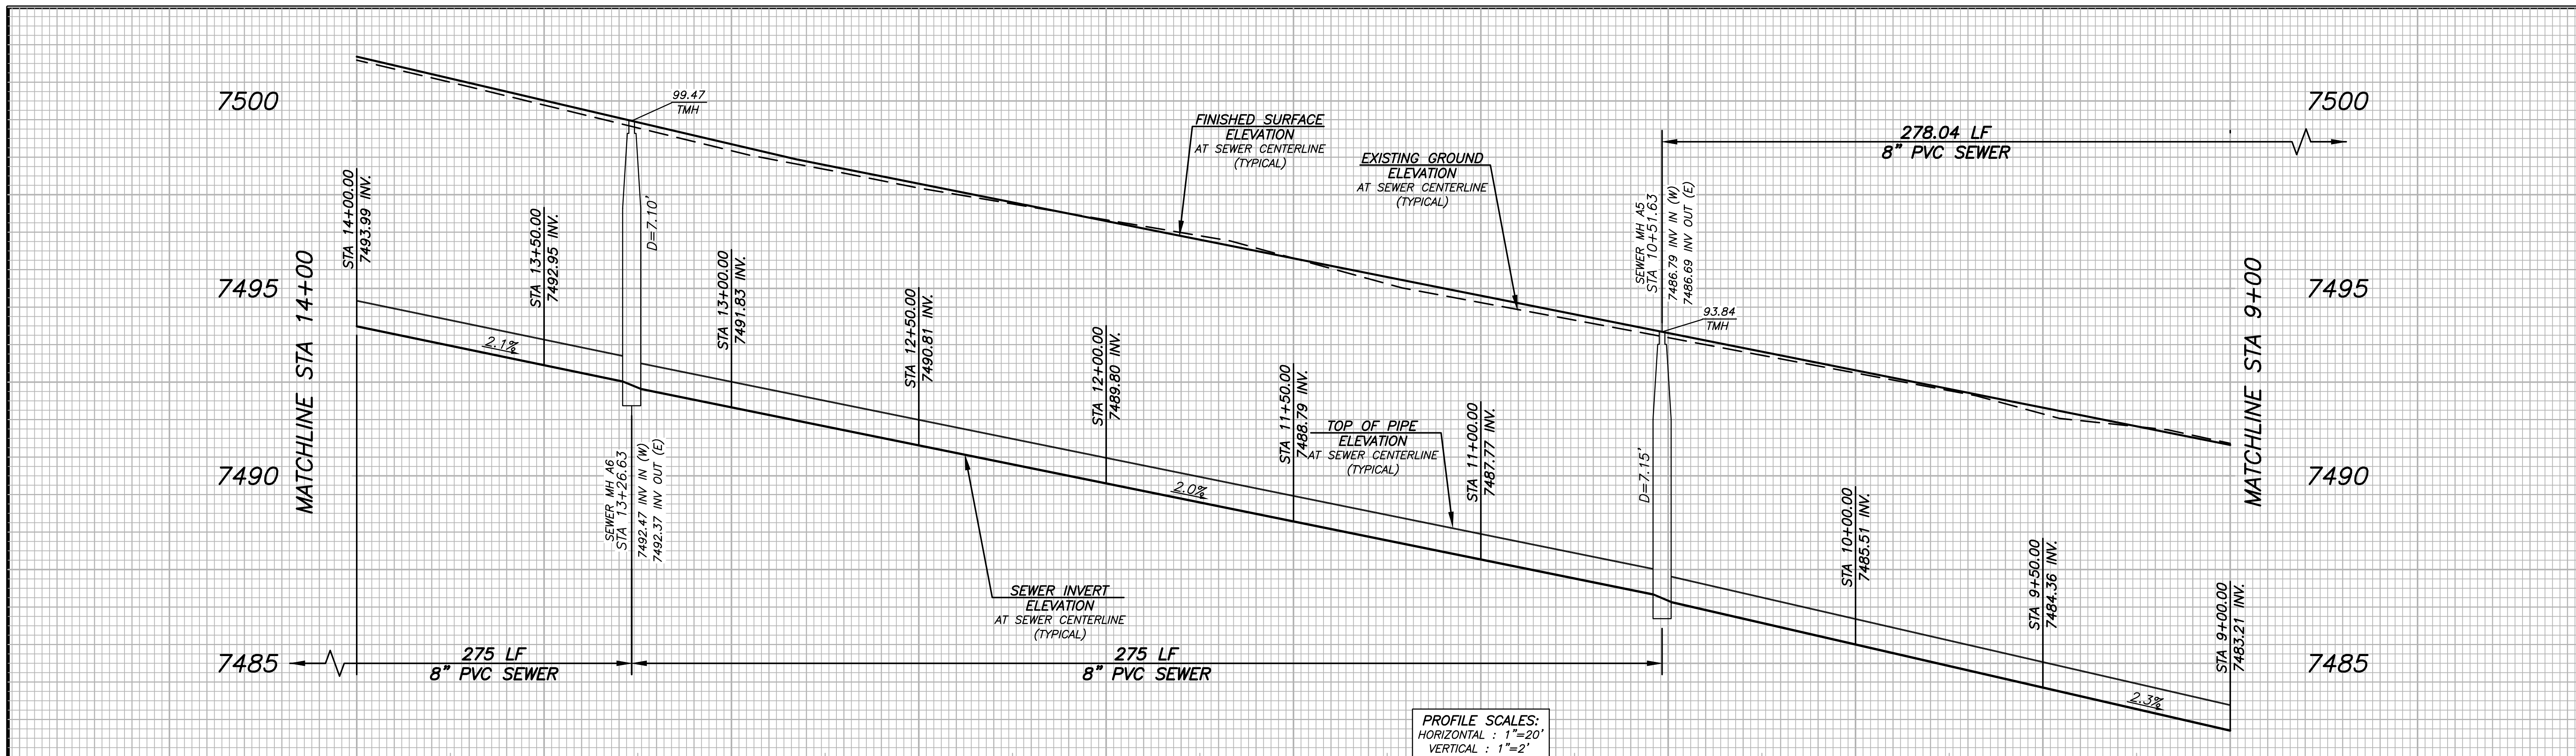 7500
7495
7490
7485
MATCHLINE STA 14+00
STA 14+00.00
7493.99 INV.
2.1%
STA 13+50.00
7492.95 INV.
99.47
TMH
D=7.10'
SEWER MH A6
STA 13+26.63
7492.47 INV IN (W)
7492.37 INV OUT (E)
275 LF
8" PVC SEWER
STA 13+00.00
7491.83 INV.
STA 12+50.00
7490.81 INV.
SEWER INVERT
ELEVATION
AT SEWER CENTERLINE
(TYPICAL)
STA 12+00.00
7489.80 INV.
275 LF
8" PVC SEWER
2.0%
FINISHED SURFACE
ELEVATION
AT SEWER CENTERLINE
(TYPICAL)
STA 11+50.00
7488.79 INV.
EXISTING GROUND
ELEVATION
AT SEWER CENTERLINE
(TYPICAL)
TOP OF PIPE
ELEVATION
AT SEWER CENTERLINE
(TYPICAL)
STA 11+00.00
7487.77 INV.
SEWER MH A5
STA 10+51.63
7486.79 INV IN (W)
7486.69 INV OUT (E)
93.84
TMH
D=7.15'
278.04 LF
8" PVC SEWER
STA 10+00.00
7485.51 INV.
STA 9+50.00
7484.36 INV.
2.3%
STA 9+00.00
7483.21 INV.
MATCHLINE STA 9+00
7500
7495
7490
7485
PROFILE SCALES:
HORIZONTAL : 1"=20'
VERTICAL : 1"=2'